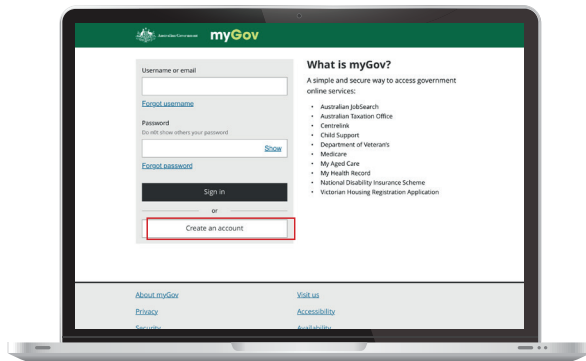 Australian Government
myGov
Username or email
Forgot username
Password
Do not show others your password
Show
Forgot password
Sign in
or
Create an account
What is myGov?
A simple and secure way to access government
online services:
• Australian JobSearch
• Australian Taxation Office
• Centrelink
• Child Support
• Department of Veteran's
• Medicare
• My Aged Care
• My Health Record
• National Disability Insurance Scheme
• Victorian Housing Registration Application
About myGov
Privacy
Security
Visit us
Accessibility
Availability